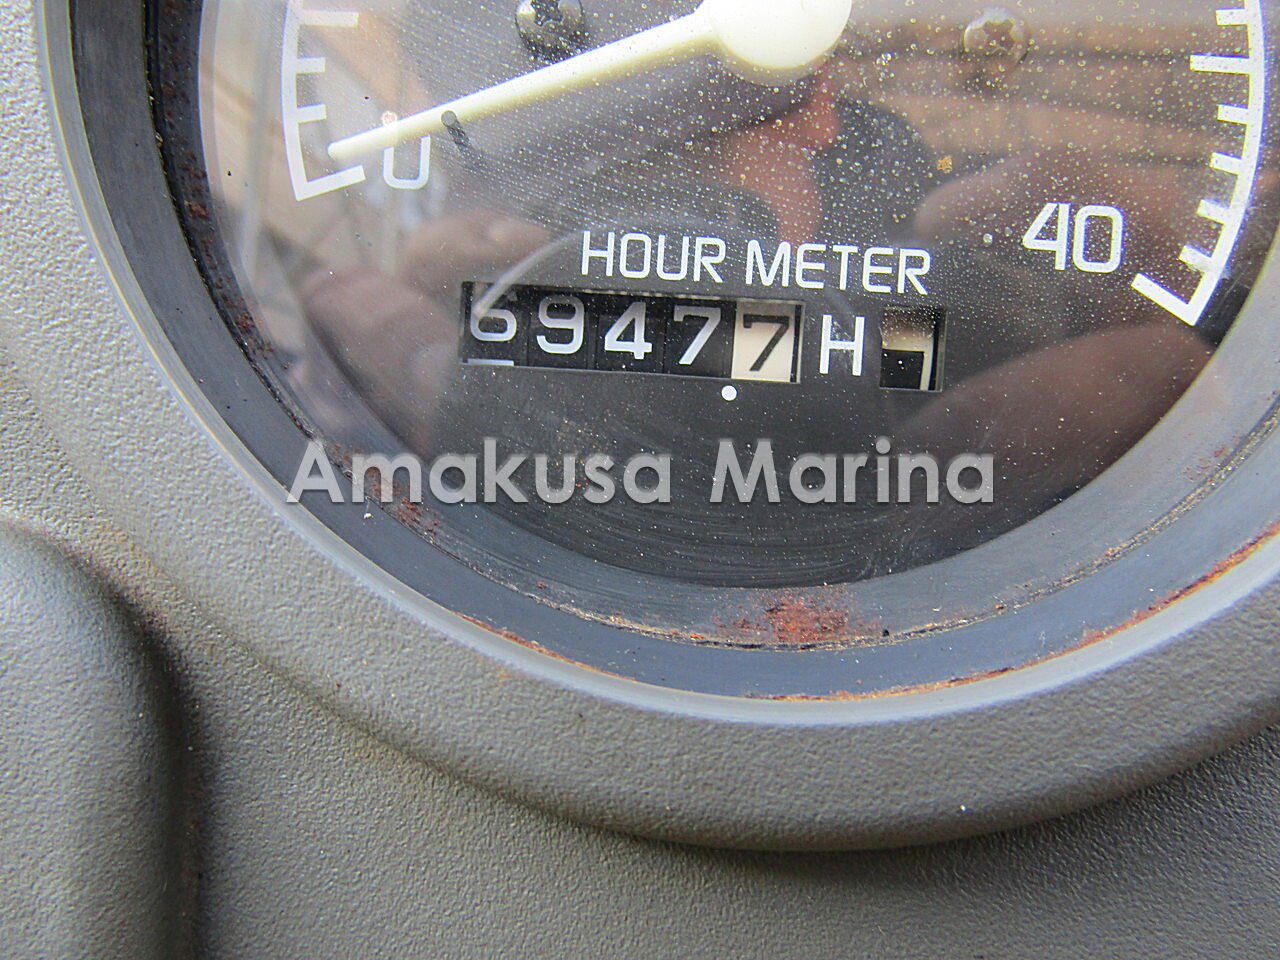 0
40
HOUR METER
69477 H
Amakusa Marina